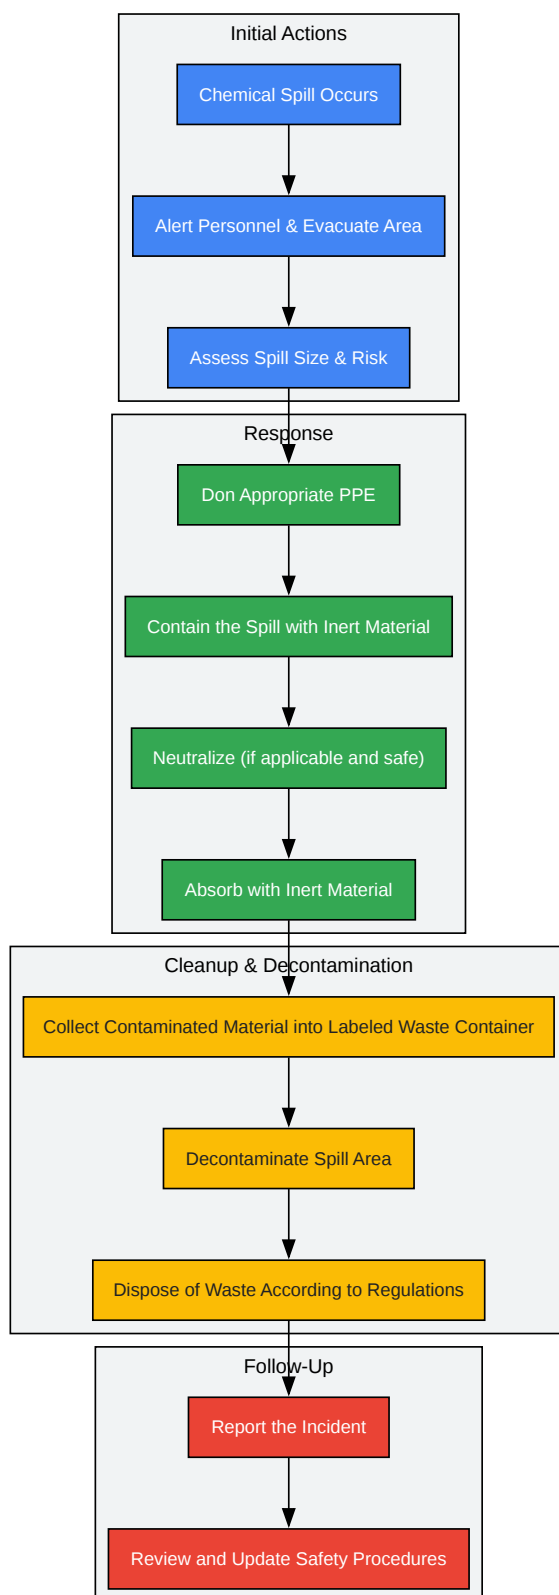 Initial Actions
Chemical Spill Occurs
Alert Personnel & Evacuate Area
Assess Spill Size & Risk
Response
Don Appropriate PPE
Contain the Spill with Inert Material
Neutralize (if applicable and safe)
Absorb with Inert Material
Cleanup & Decontamination
Collect Contaminated Material into Labeled Waste Container
Decontaminate Spill Area
Dispose of Waste According to Regulations
Follow-Up
Report the Incident
Review and Update Safety Procedures